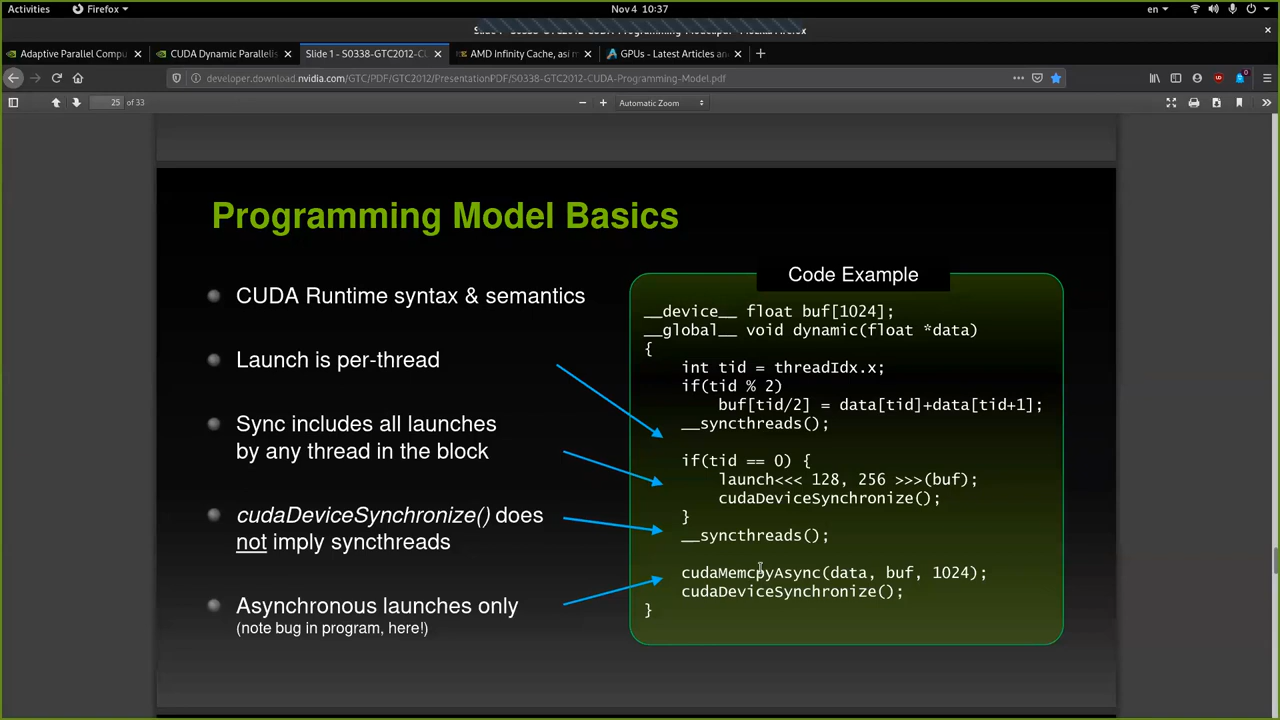 Activities
Firefox
Nov 4 10:37
en
Adaptive Parallel Compu
CUDA Dynamic Parallelis
Slide 1 - S0338-GTC2012-CU
AMD Infinity Cache, así m
GPUs - Latest Articles an
developer.download.nvidia.com/GTC/PDF/GTC2012/PresentationPDF/S0338-GTC2012-CUDA-Programming-Model.pdf
25 of 33
Automatic Zoom
Programming Model Basics
CUDA Runtime syntax & semantics
Launch is per-thread
Sync includes all launches
by any thread in the block
cudaDeviceSynchronize() does
not imply syncthreads
Asynchronous launches only
(note bug in program, here!)
Code Example
__device__ float buf[1024];
__global__ void dynamic(float *data)
{
int tid = threadIdx.x;
if(tid % 2)
buf[tid/2] = data[tid]+data[tid+1];
__syncthreads();
if(tid == 0) {
launch<<< 128, 256 >>>(buf);
cudaDeviceSynchronize();
}
__syncthreads();
cudaMemcpyAsync(data, buf, 1024);
cudaDeviceSynchronize();
}